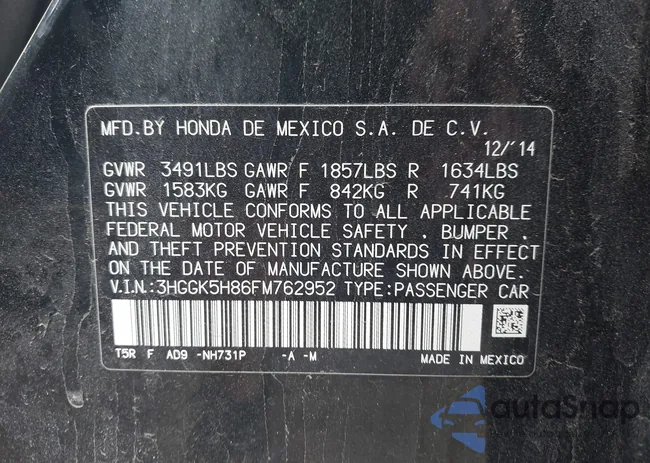 MFD.BY HONDA DE MEXICO S.A. DE C.V.
12/'14
GVWR 3491LBS GAWR F 1857LBS R 1634LBS
GVWR 1583KG GAWR F 842KG R 741KG
THIS VEHICLE CONFORMS TO ALL APPLICABLE
FEDERAL MOTOR VEHICLE SAFETY , BUMPER ,
AND THEFT PREVENTION STANDARDS IN EFFECT
ON THE DATE OF MANUFACTURE SHOWN ABOVE.
V.I.N.:3HGGK5H86FM762952 TYPE:PASSENGER CAR
T5R F AD9 -NH731P -A -M MADE IN MEXICO
autoSnap